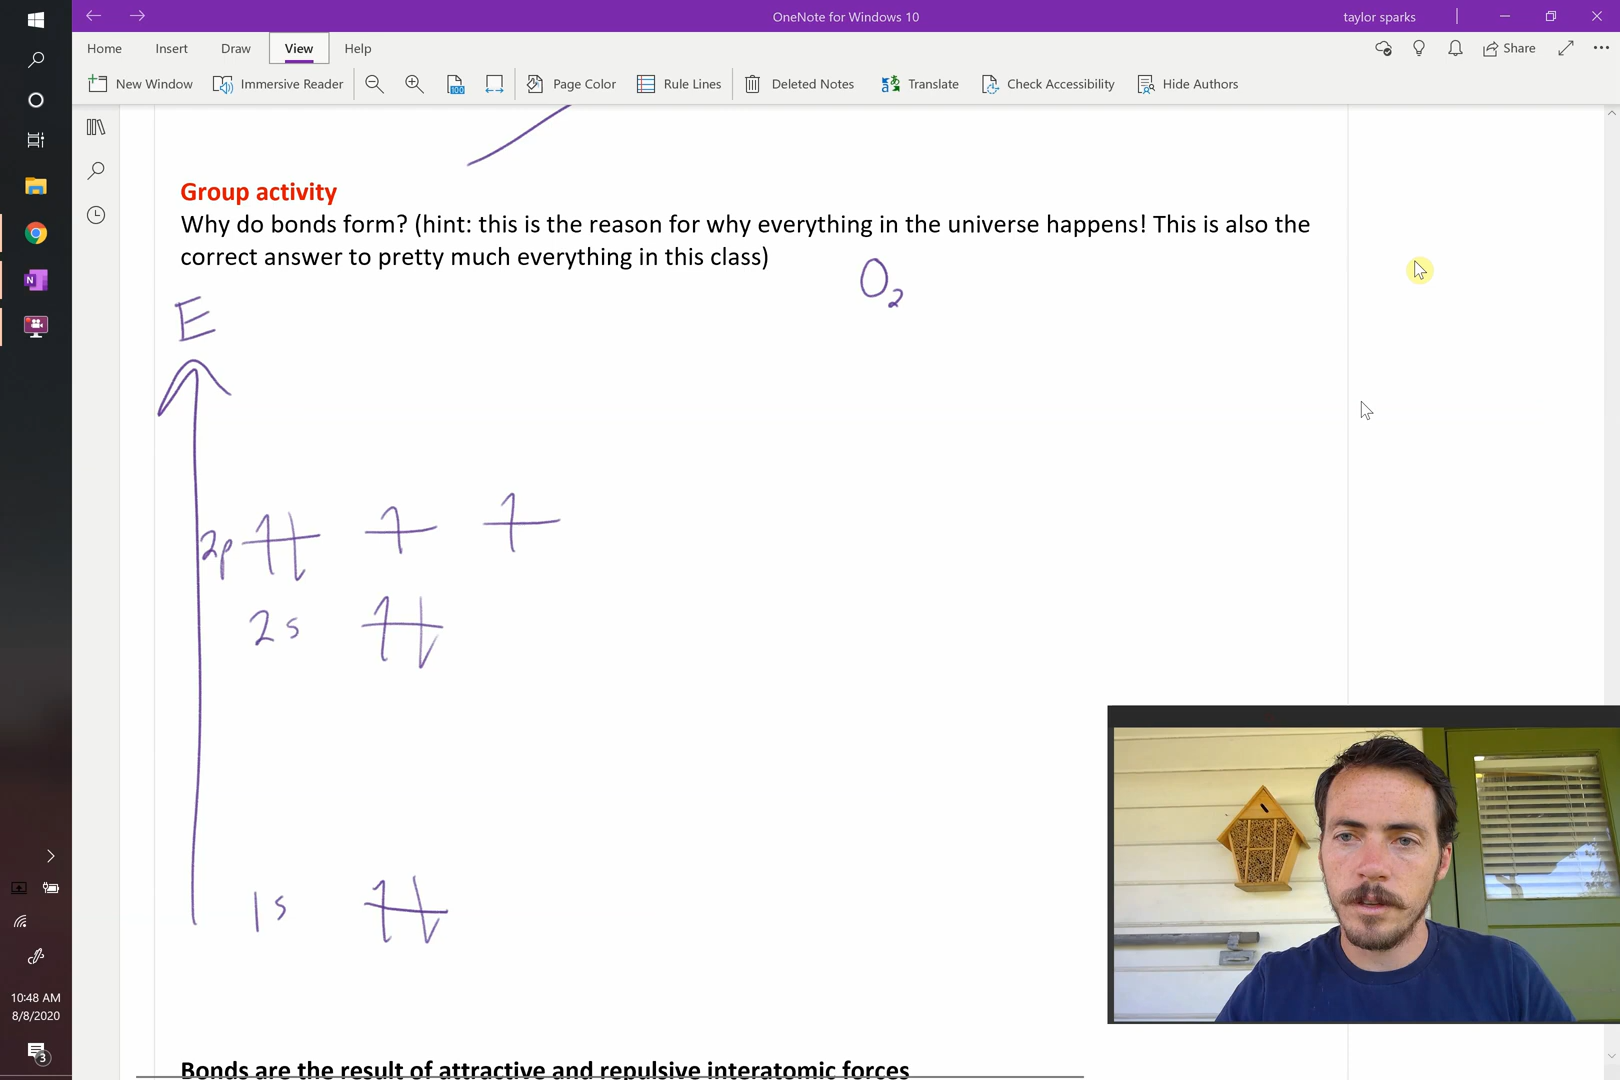 OneNote for Windows 10
taylor sparks
Home Insert Draw View Help
Share
New Window Immersive Reader 100 Page Color Rule Lines Deleted Notes Translate Check Accessibility Hide Authors
Group activity
Why do bonds form? (hint: this is the reason for why everything in the universe happens! This is also the
correct answer to pretty much everything in this class)
O₂
E
2p
2s
1s
10:48 AM
8/8/2020
3
Bonds are the result of attractive and repulsive interatomic forces